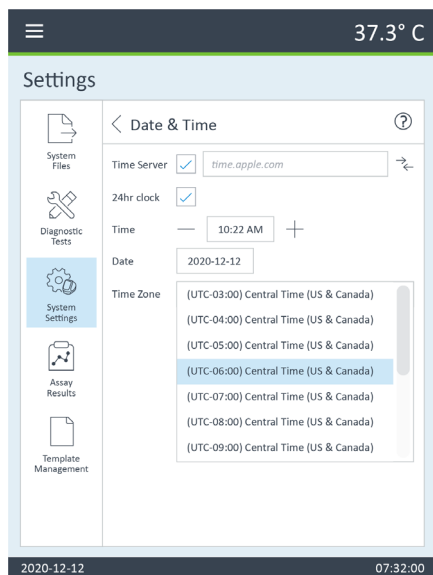 37.3° C
Settings
System
Files
Diagnostic
Tests
System
Settings
Assay
Results
Template
Management
< Date & Time
?
Time Server
time.apple.com
24hr clock
Time
— 10:22 AM +
Date
2020-12-12
Time Zone
(UTC-03:00) Central Time (US & Canada)
(UTC-04:00) Central Time (US & Canada)
(UTC-05:00) Central Time (US & Canada)
(UTC-06:00) Central Time (US & Canada)
(UTC-07:00) Central Time (US & Canada)
(UTC-08:00) Central Time (US & Canada)
(UTC-09:00) Central Time (US & Canada)
2020-12-12
07:32:00